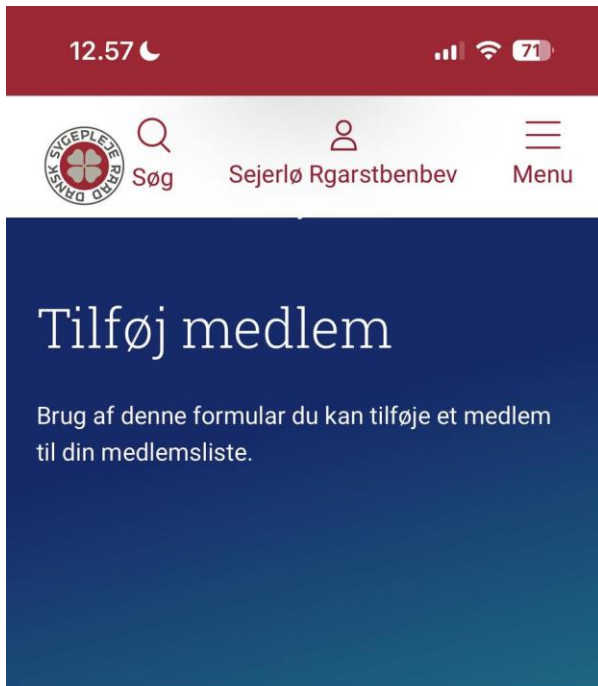 12.57
71
DANSK SYGEPLEJE RAAD
Søg
Sejerlø Rgarstbenbev
Menu
Tilføj medlem
Brug af denne formular du kan tilføje et medlem
til din medlemsliste.